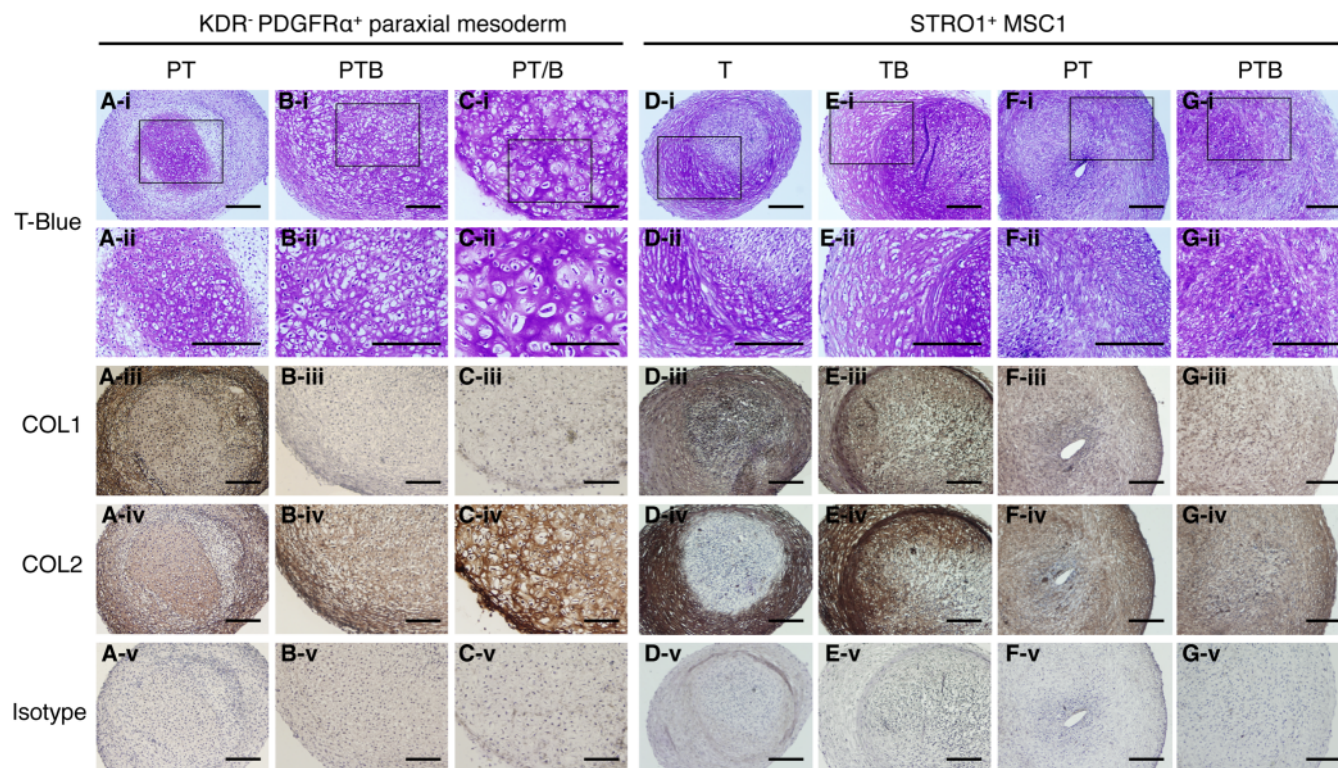 KDR⁻ PDGFRα⁺ paraxial mesoderm STRO1⁺ MSC1
PT PTB PT/B T TB PT PTB
A-i B-i C-i D-i E-i F-i G-i
T-Blue
A-ii B-ii C-ii D-ii E-ii F-ii G-ii
A-iii B-iii C-iii D-iii E-iii F-iii G-iii
COL1
A-iv B-iv C-iv D-iv E-iv F-iv G-iv
COL2
A-v B-v C-v D-v E-v F-v G-v
Isotype